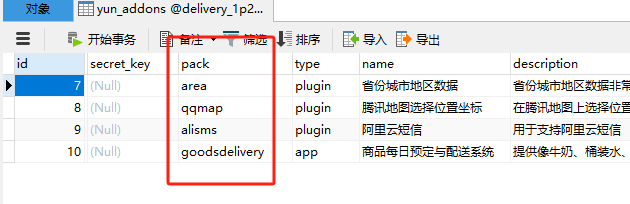 对象 yun_addons @delivery_1p2...
开始事务 备注 筛选 排序 导入 导出
id secret_key pack type name description
7 (Null) area plugin 省份城市地区数据 省份城市地区数据非常
8 (Null) qqmap plugin 腾讯地图选择位置坐标 在腾讯地图上选择位置
9 (Null) alisms plugin 阿里云短信 用于支持阿里云短信
10 (Null) goodsdelivery app 商品每日预定与配送系统 提供像牛奶、桶装水、